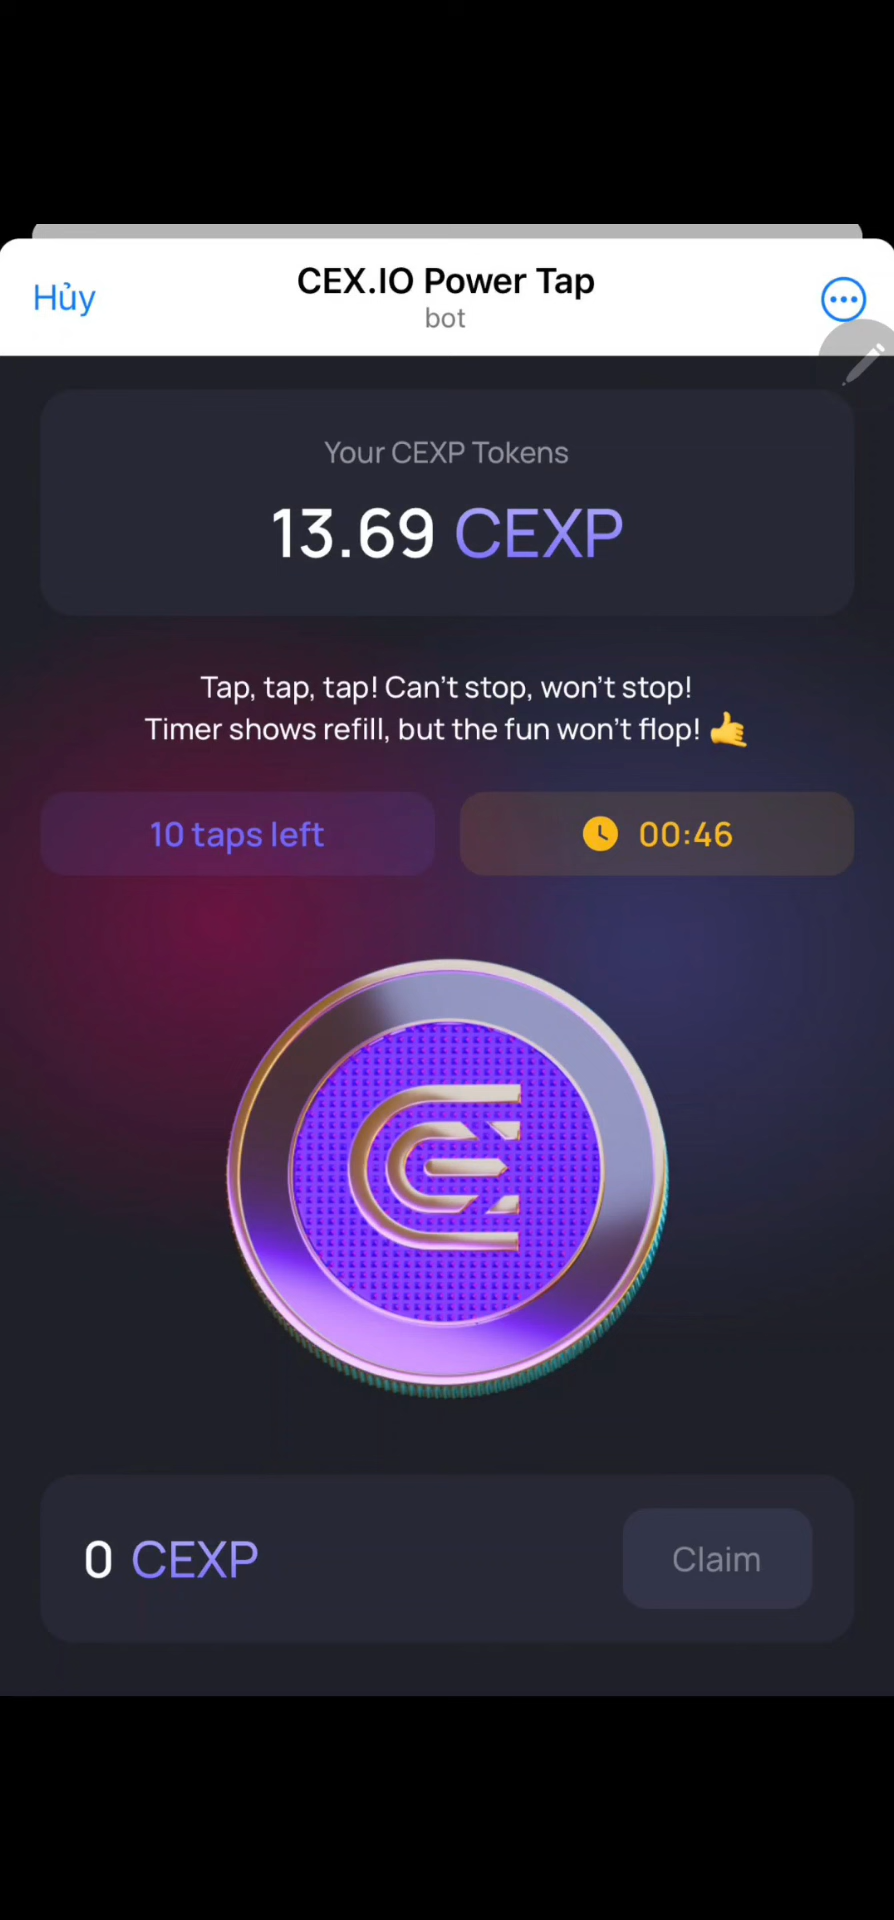 Hủy
CEX.IO Power Tap
bot
Your CEXP Tokens
13.69 CEXP
Tap, tap, tap! Can't stop, won't stop!
Timer shows refill, but the fun won't flop! 🤙
10 taps left
00:46
0 CEXP
Claim